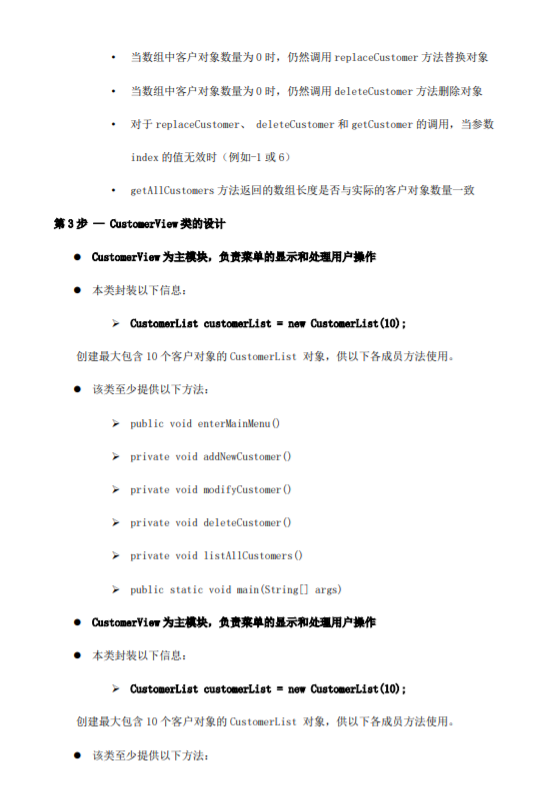 • 当数组中客户对象数量为 0 时，仍然调用 replaceCustomer 方法替换对象
• 当数组中客户对象数量为 0 时，仍然调用 deleteCustomer 方法删除对象
• 对于 replaceCustomer、 deleteCustomer 和 getCustomer 的调用，当参数
index 的值无效时（例如-1 或 6）
• getAllCustomers 方法返回的数组长度是否与实际的客户对象数量一致
第 3 步 — CustomerView 类的设计
● CustomerView 为主模块，负责菜单的显示和处理用户操作
● 本类封装以下信息：
➢ CustomerList customerList = new CustomerList(10);
创建最大包含 10 个客户对象的 CustomerList 对象，供以下各成员方法使用。
● 该类至少提供以下方法：
➢ public void enterMainMenu()
➢ private void addNewCustomer()
➢ private void modifyCustomer()
➢ private void deleteCustomer()
➢ private void listAllCustomers()
➢ public static void main(String[] args)
● CustomerView 为主模块，负责菜单的显示和处理用户操作
● 本类封装以下信息：
➢ CustomerList customerList = new CustomerList(10);
创建最大包含 10 个客户对象的 CustomerList 对象，供以下各成员方法使用。
● 该类至少提供以下方法：